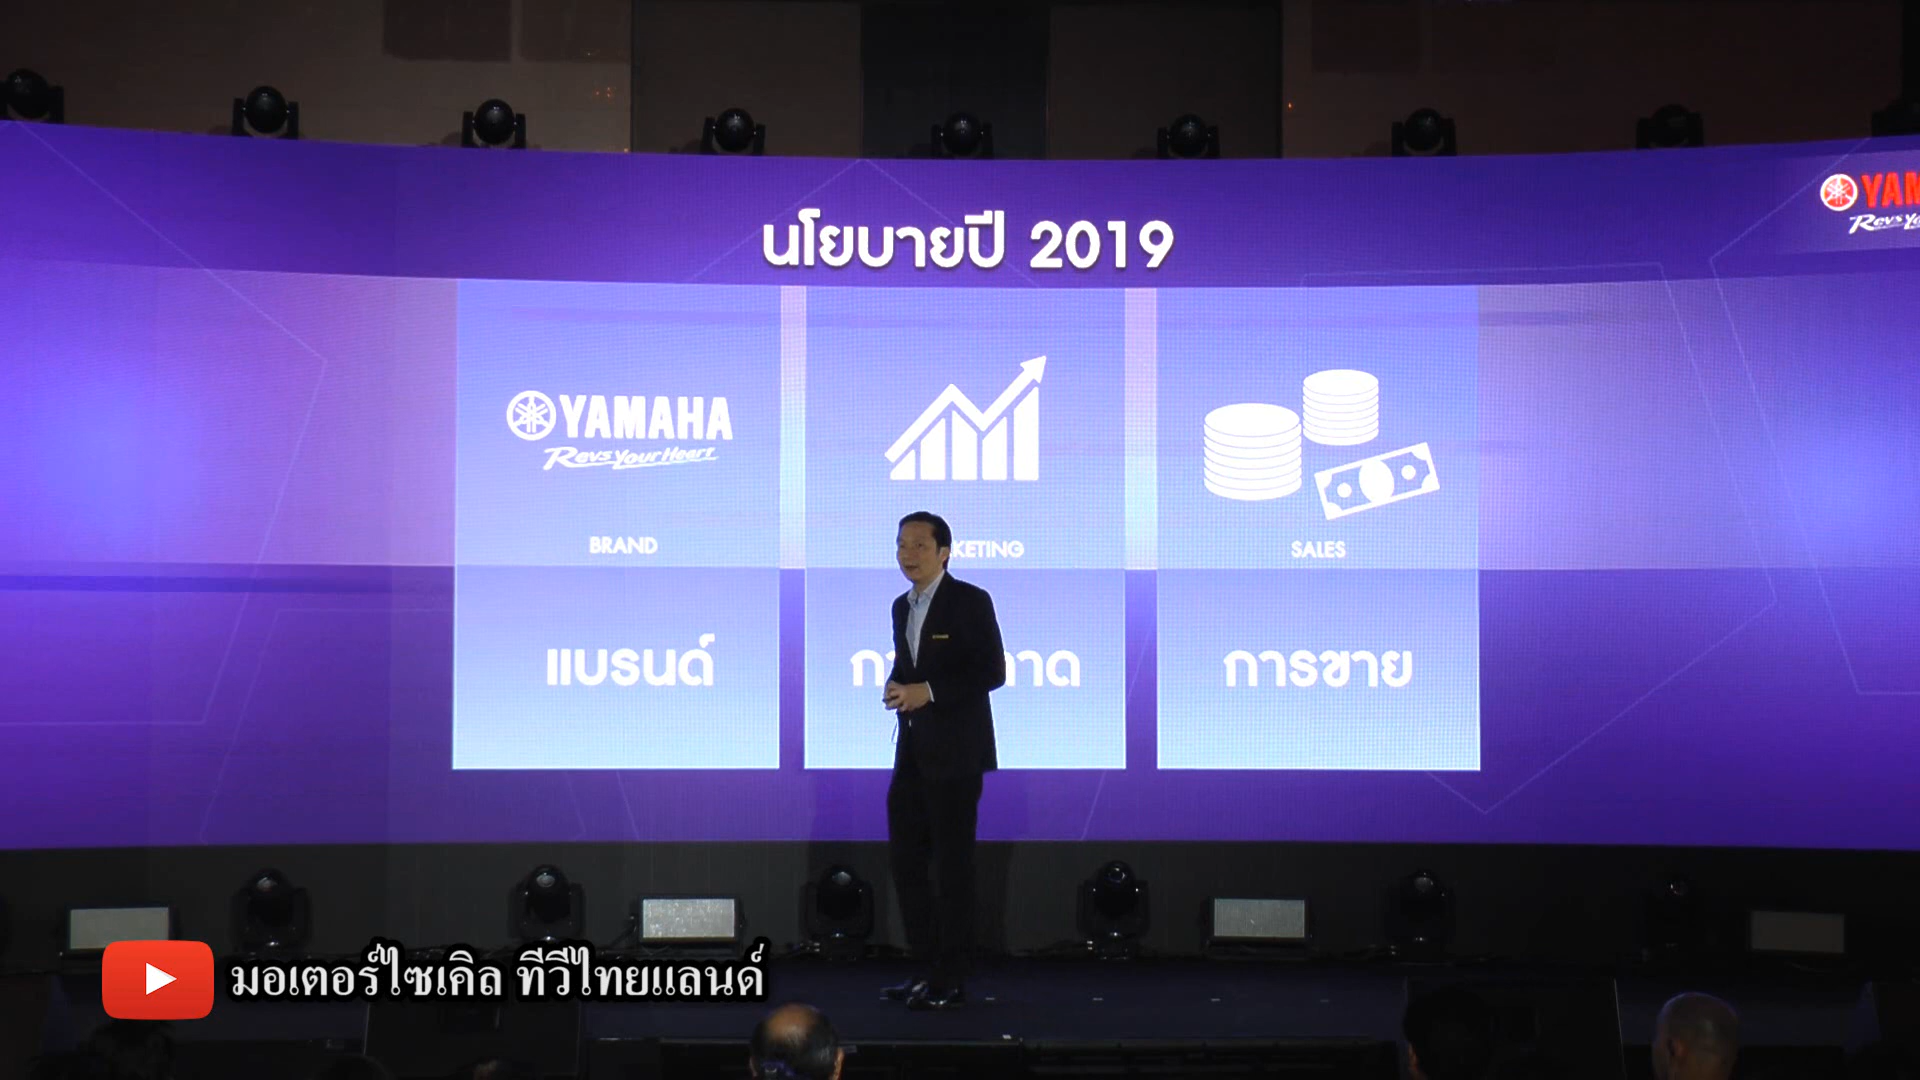 นโยบายปี 2019
YAMAHA
Revs Your Heart
BRAND
KETING
SALES
แบรนด์
การขาย
มอเตอร์ไซเคิล ทีวีไทยแลนด์